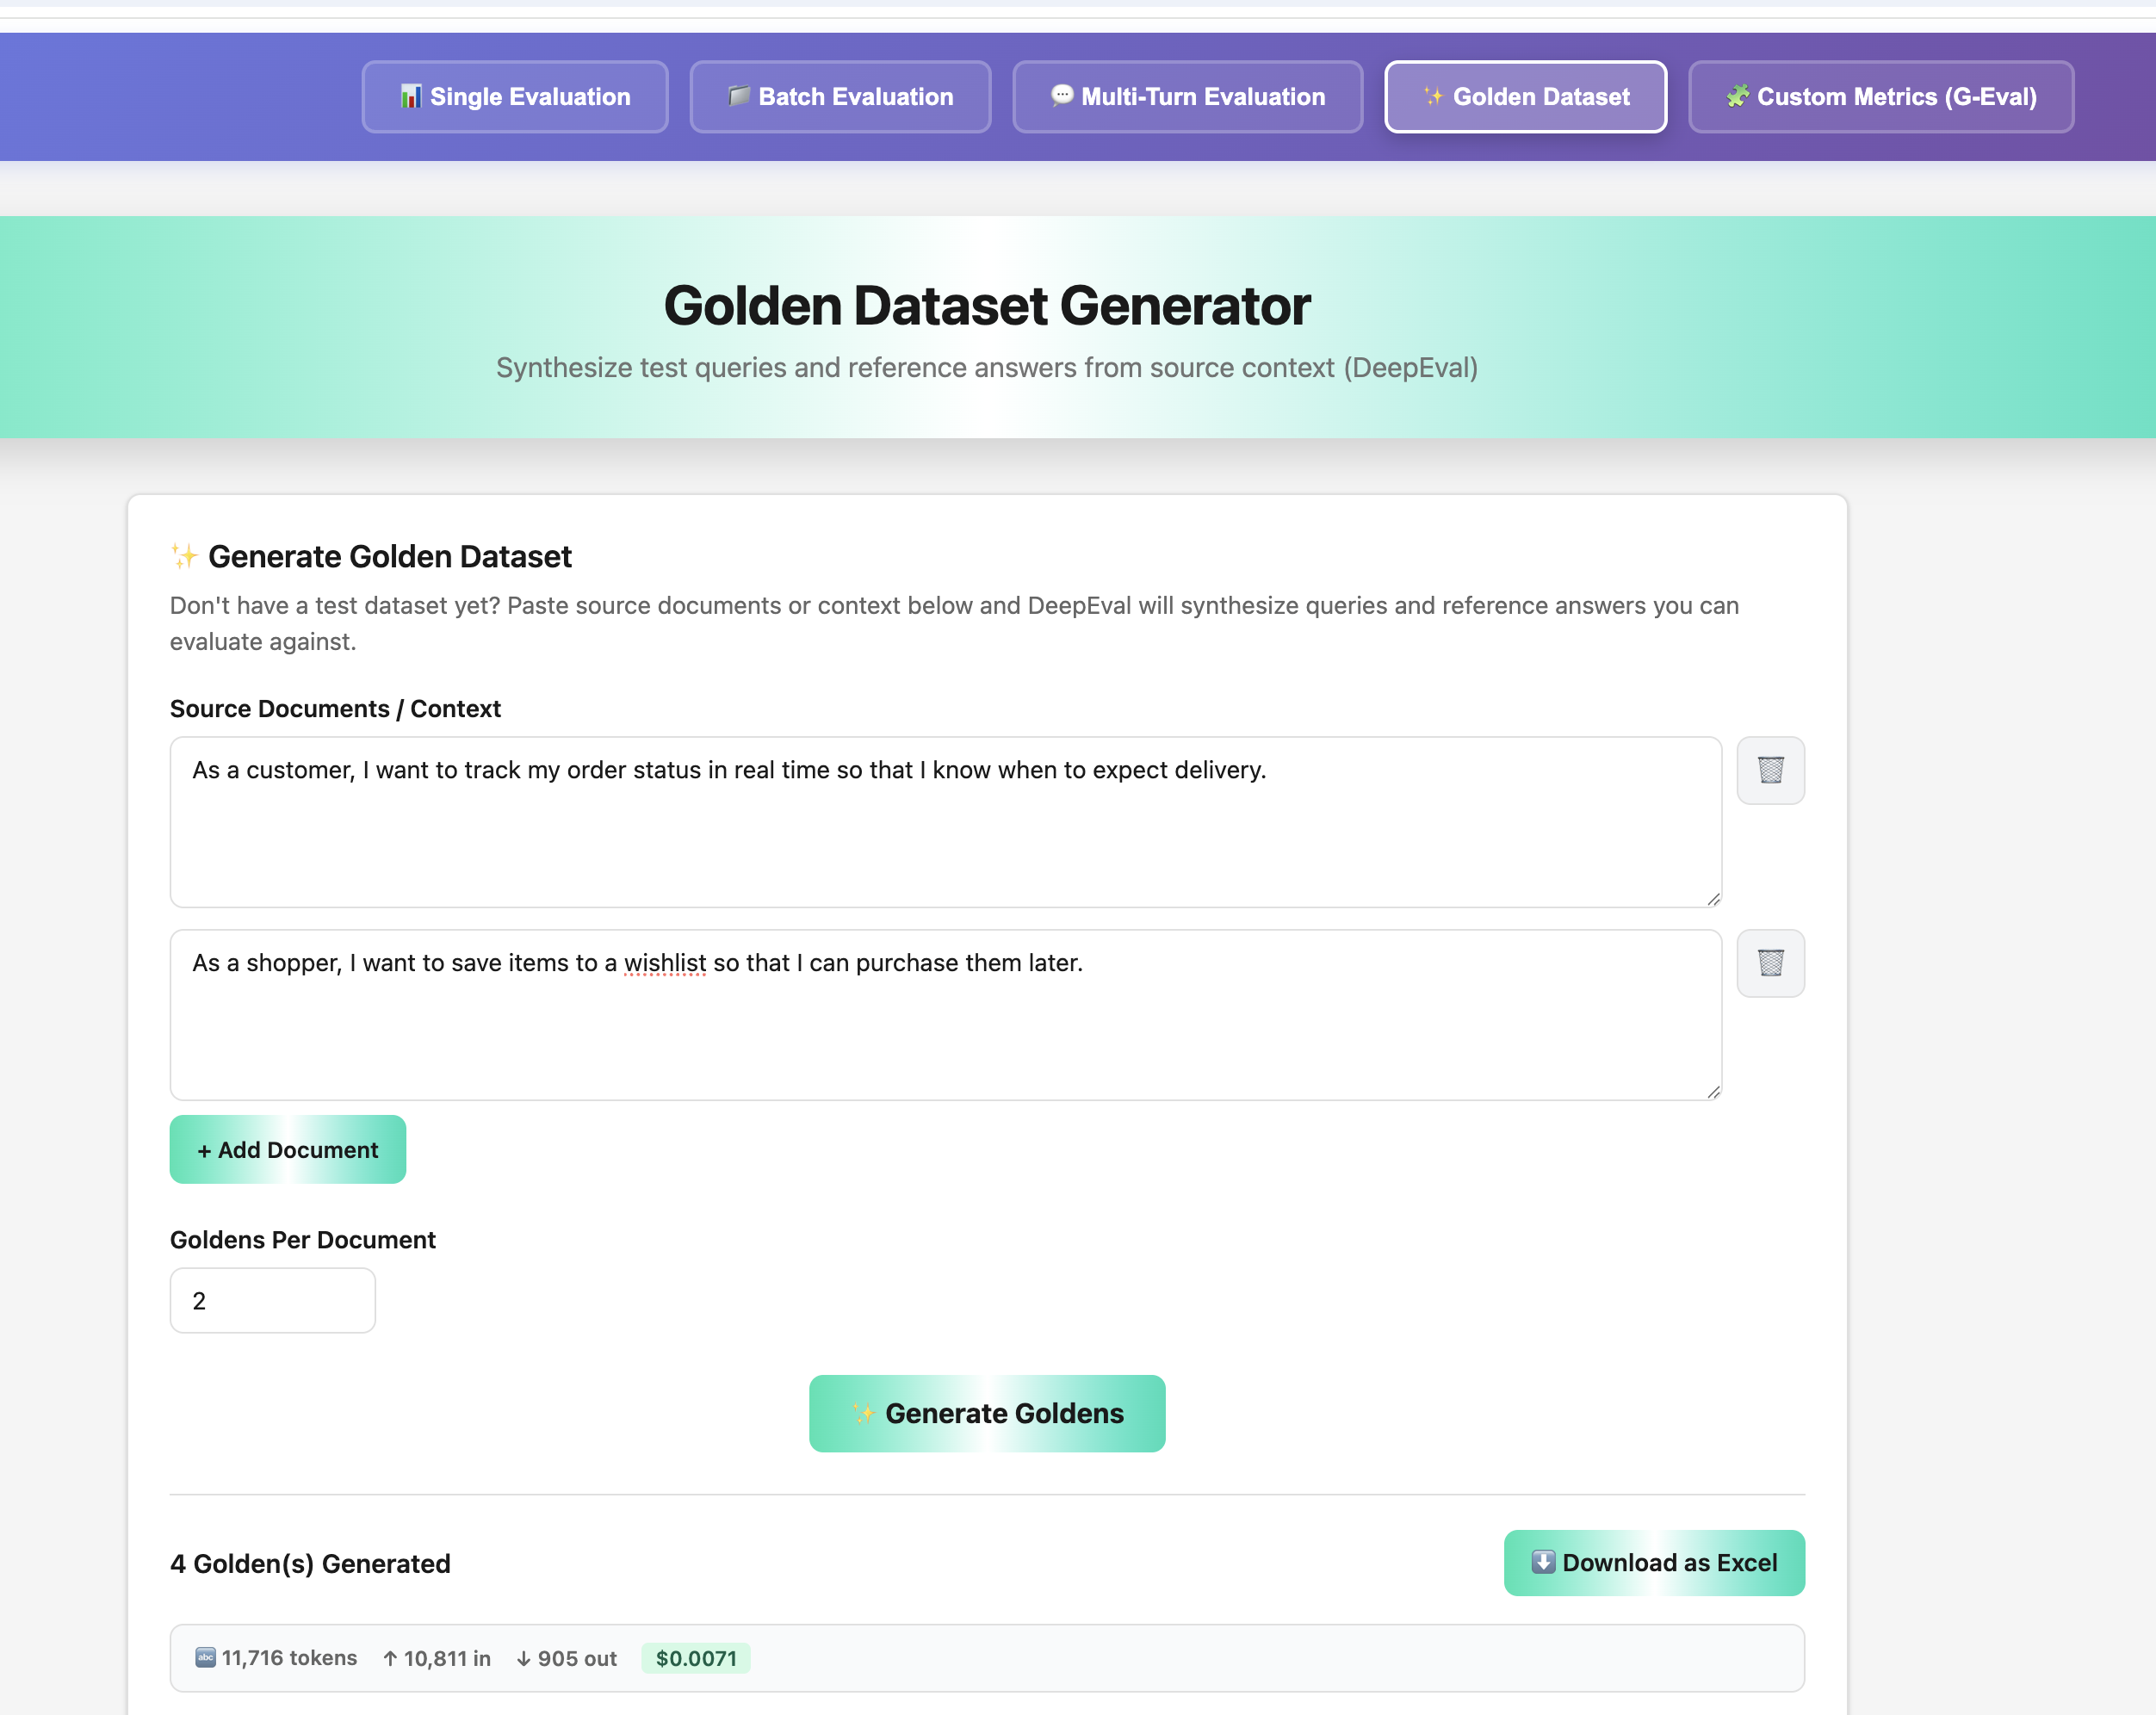 📊 Single Evaluation
📁 Batch Evaluation
💬 Multi-Turn Evaluation
✨ Golden Dataset
🧩 Custom Metrics (G-Eval)
Golden Dataset Generator
Synthesize test queries and reference answers from source context (DeepEval)
✨ Generate Golden Dataset
Don't have a test dataset yet? Paste source documents or context below and DeepEval will synthesize queries and reference answers you can
evaluate against.
Source Documents / Context
As a customer, I want to track my order status in real time so that I know when to expect delivery.
As a shopper, I want to save items to a wishlist so that I can purchase them later.
+ Add Document
Goldens Per Document
2
✨ Generate Goldens
4 Golden(s) Generated
⬇️ Download as Excel
🔤 11,716 tokens ↑ 10,811 in ↓ 905 out $0.0071